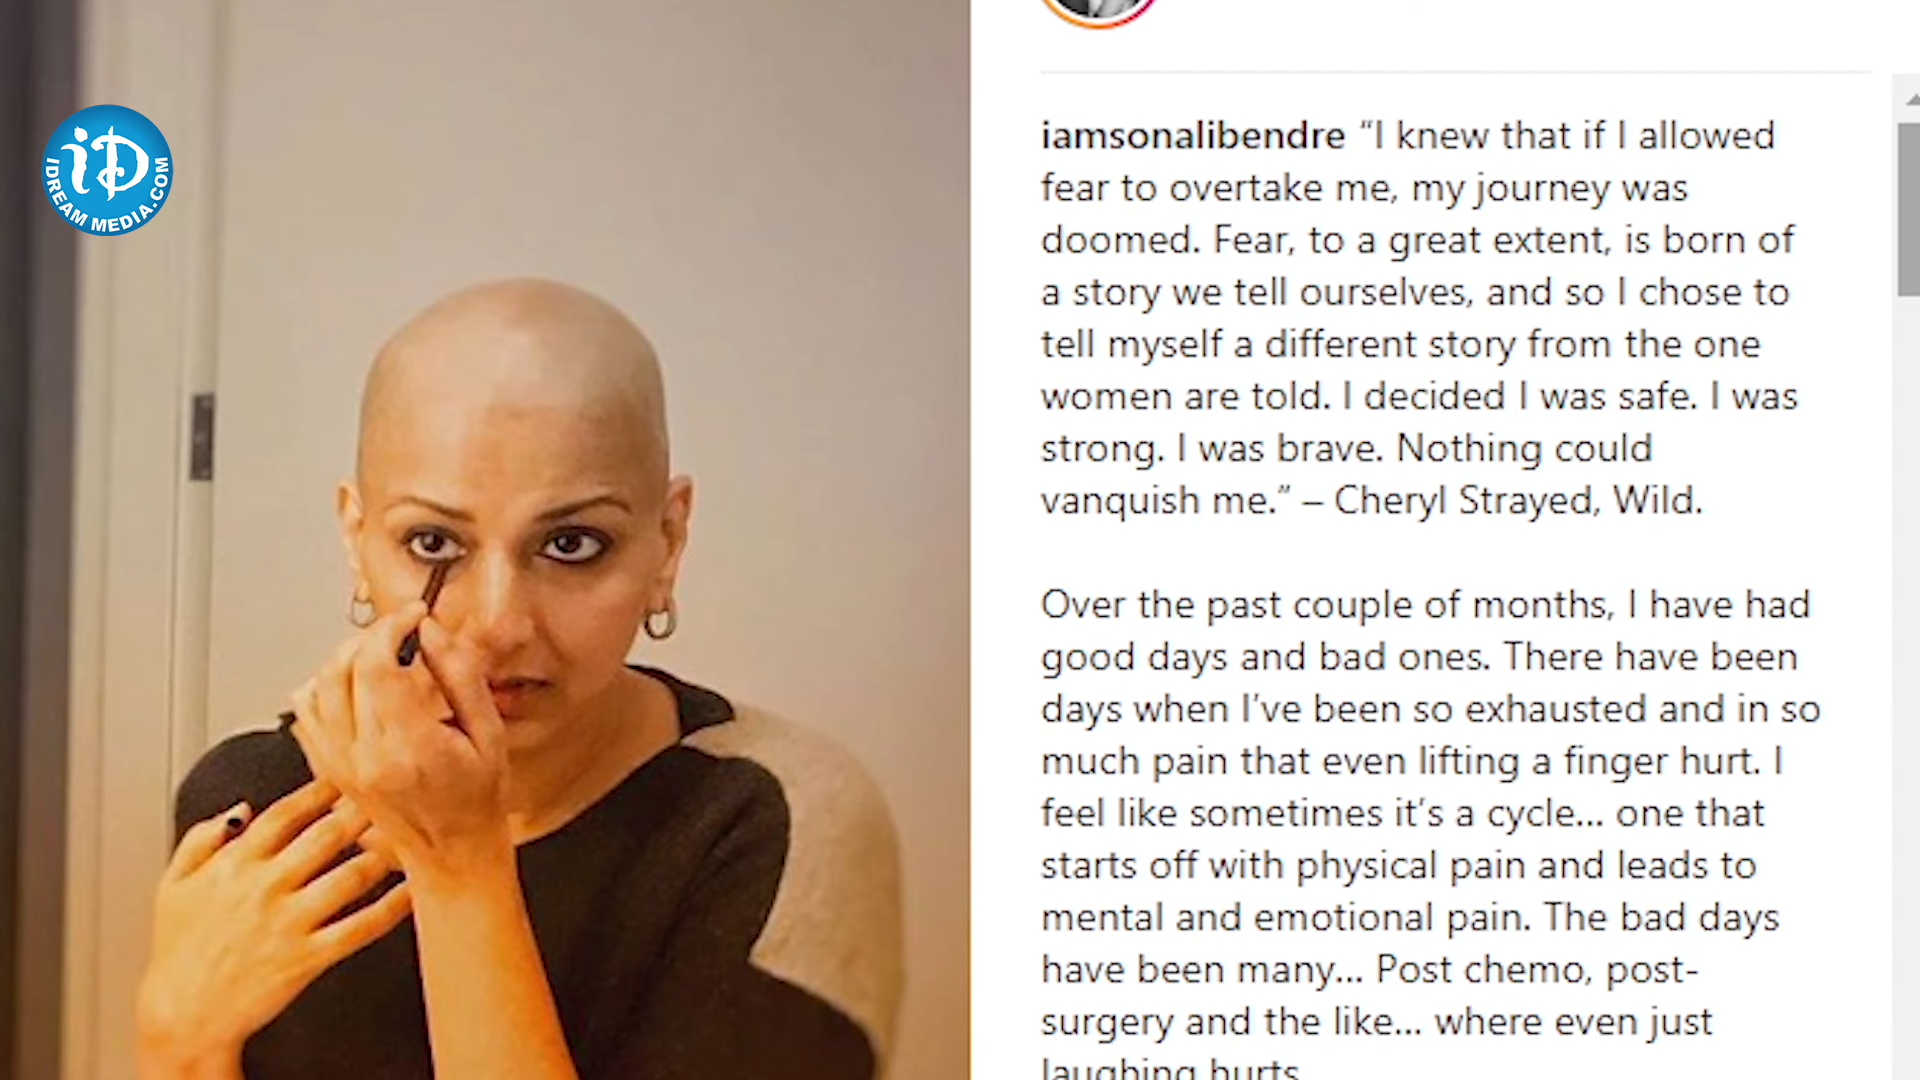 iD
IDREAM MEDIA.COM
iamsonalibendre “I knew that if I allowed
fear to overtake me, my journey was
doomed. Fear, to a great extent, is born of
a story we tell ourselves, and so I chose to
tell myself a different story from the one
women are told. I decided I was safe. I was
strong. I was brave. Nothing could
vanquish me.” – Cheryl Strayed, Wild.
Over the past couple of months, I have had
good days and bad ones. There have been
days when I’ve been so exhausted and in so
much pain that even lifting a finger hurt. I
feel like sometimes it’s a cycle... one that
starts off with physical pain and leads to
mental and emotional pain. The bad days
have been many... Post chemo, post-
surgery and the like... where even just
laughing hurts